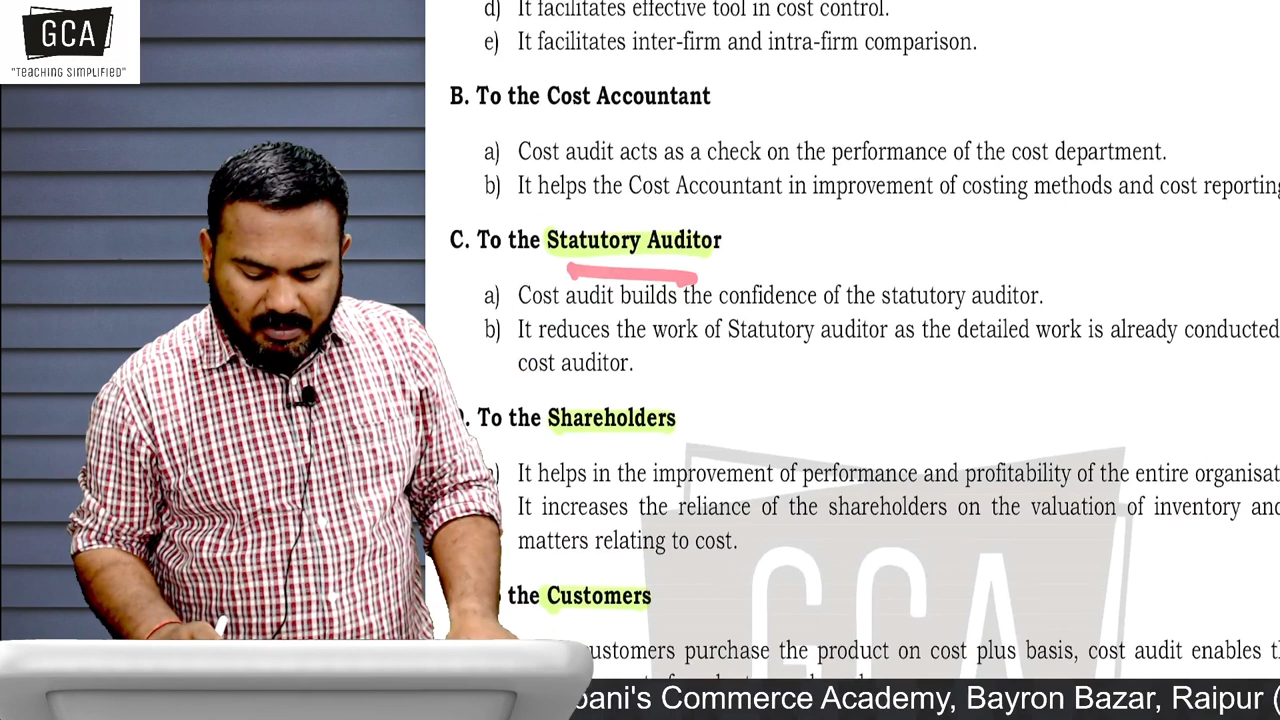 GCA
"TEACHING SIMPLIFIED"
d) It facilitates effective tool in cost control.
e) It facilitates inter-firm and intra-firm comparison.
B. To the Cost Accountant
a) Cost audit acts as a check on the performance of the cost department.
b) It helps the Cost Accountant in improvement of costing methods and cost reporting
C. To the Statutory Auditor
a) Cost audit builds the confidence of the statutory auditor.
b) It reduces the work of Statutory auditor as the detailed work is already conducted
cost auditor.
. To the Shareholders
) It helps in the improvement of performance and profitability of the entire organisat
It increases the reliance of the shareholders on the valuation of inventory and
matters relating to cost.
the Customers
ustomers purchase the product on cost plus basis, cost audit enables t
GCA
bani's Commerce Academy, Bayron Bazar, Raipur (